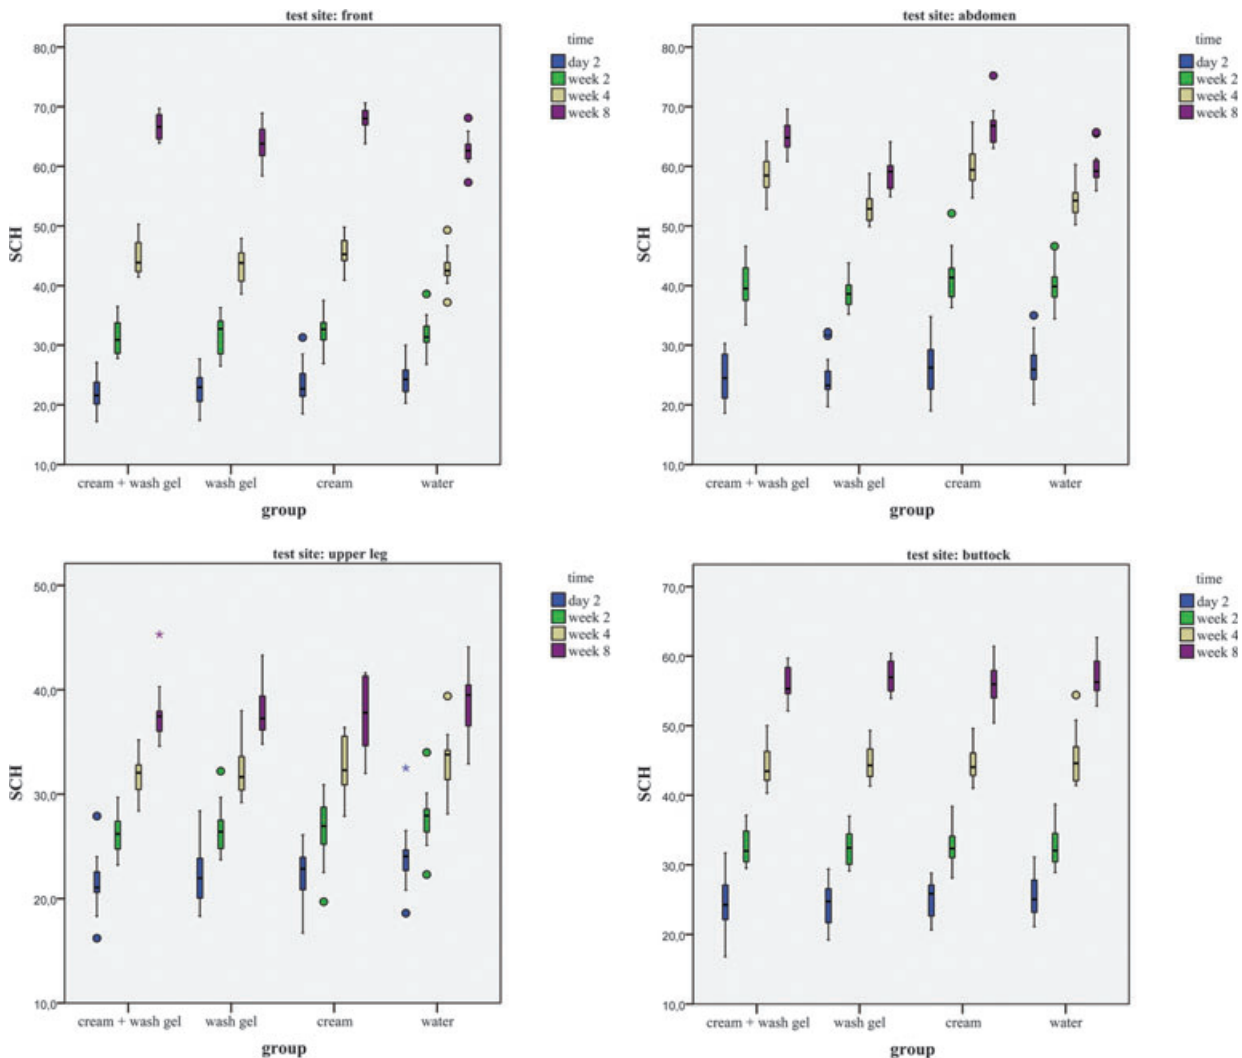 test site: front
time
day 2
week 2
week 4
week 8
80,0
70,0
60,0
50,0
40,0
30,0
20,0
10,0
SCH
cream + wash gel
wash gel
cream
water
group
test site: abdomen
time
day 2
week 2
week 4
week 8
80,0
70,0
60,0
50,0
40,0
30,0
20,0
10,0
SCH
cream + wash gel
wash gel
cream
water
group
test site: upper leg
time
day 2
week 2
week 4
week 8
50,0
40,0
30,0
20,0
10,0
SCH
cream + wash gel
wash gel
cream
water
group
test site: buttock
time
day 2
week 2
week 4
week 8
70,0
60,0
50,0
40,0
30,0
20,0
10,0
SCH
cream + wash gel
wash gel
cream
water
group